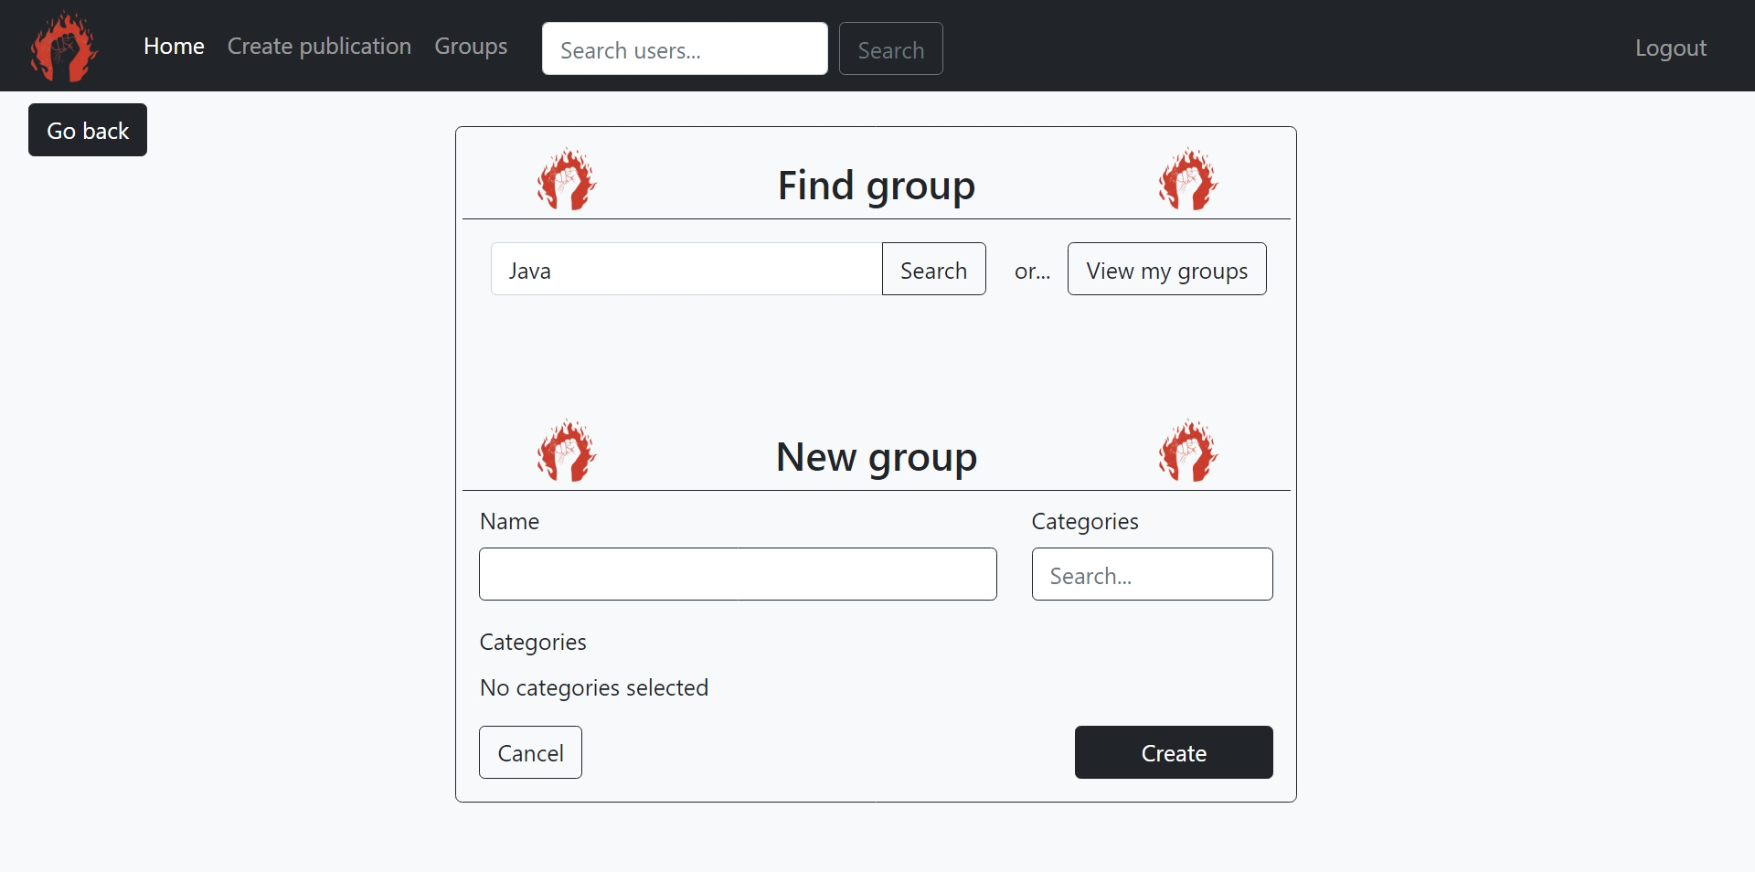 Home Create publication Groups Search users... Search Logout
Go back
Find group
Java Search or... View my groups
New group
Name Categories
Search...
Categories
No categories selected
Cancel Create